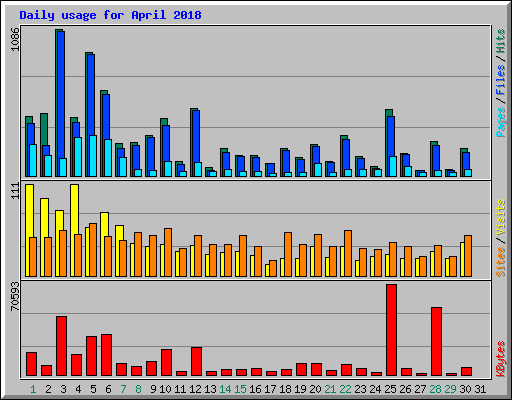 Daily usage for April 2018
1086
Pages / Files / Hits
111
Sites / Visits
70593
KBytes
1 2 3 4 5 6 7 8 9 10 11 12 13 14 15 16 17 18 19 20 21 22 23 24 25 26 27 28 29 30 31